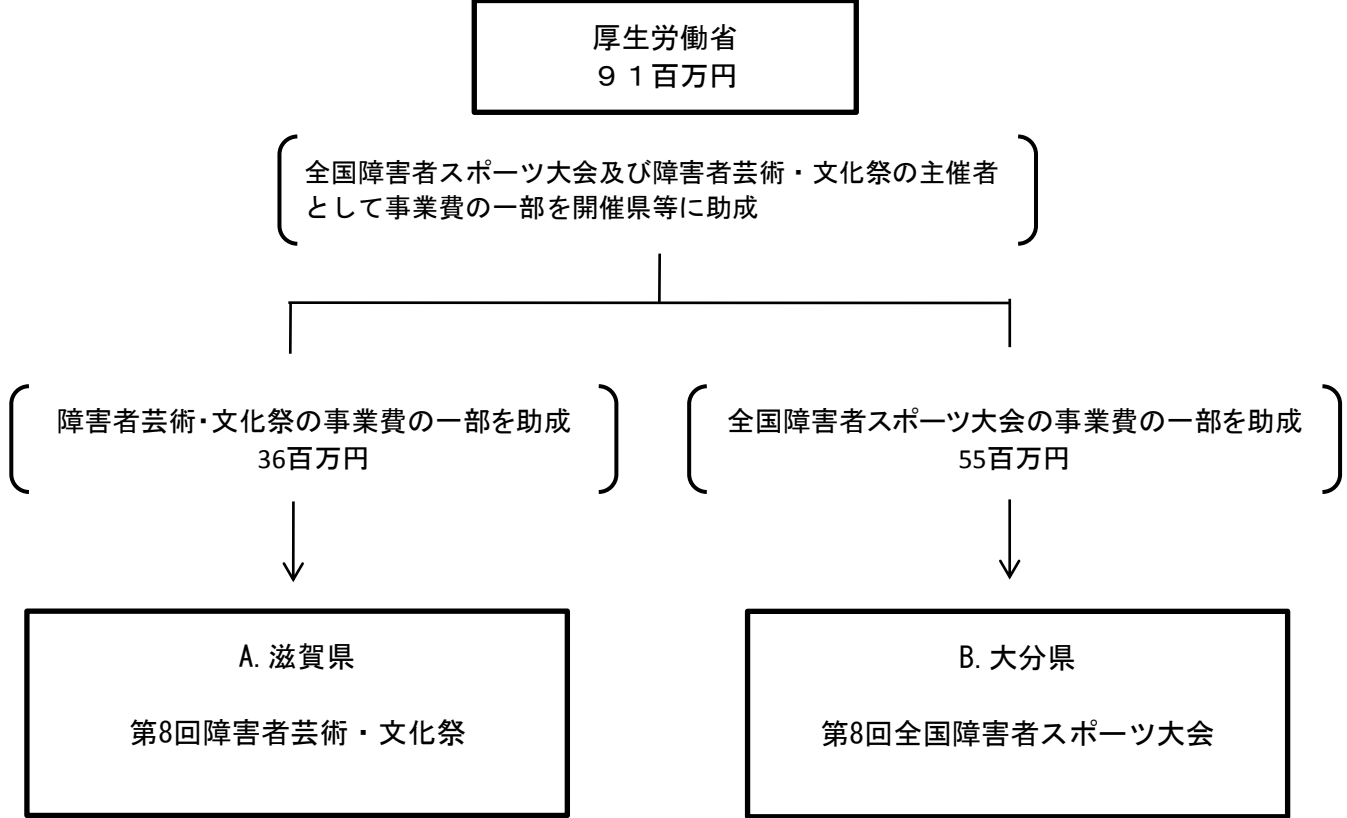 厚生労働省
９１百万円
全国障害者スポーツ大会及び障害者芸術・文化祭の主催者
として事業費の一部を開催県等に助成
障害者芸術・文化祭の事業費の一部を助成
36百万円
全国障害者スポーツ大会の事業費の一部を助成
55百万円
A.滋賀県
第8回障害者芸術・文化祭
B.大分県
第8回全国障害者スポーツ大会